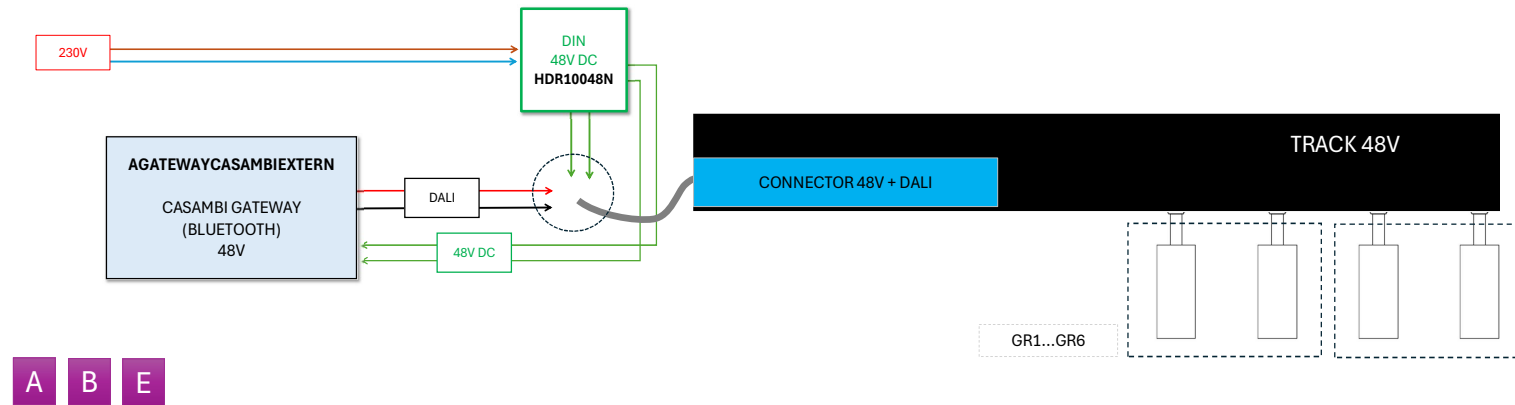 230V
DIN
48V DC
HDR10048N
AGATEWAYCASAMBIEXTERN
CASAMBI GATEWAY
(BLUETOOTH)
48V
DALI
48V DC
CONNECTOR 48V + DALI
TRACK 48V
GR1...GR6
A B E